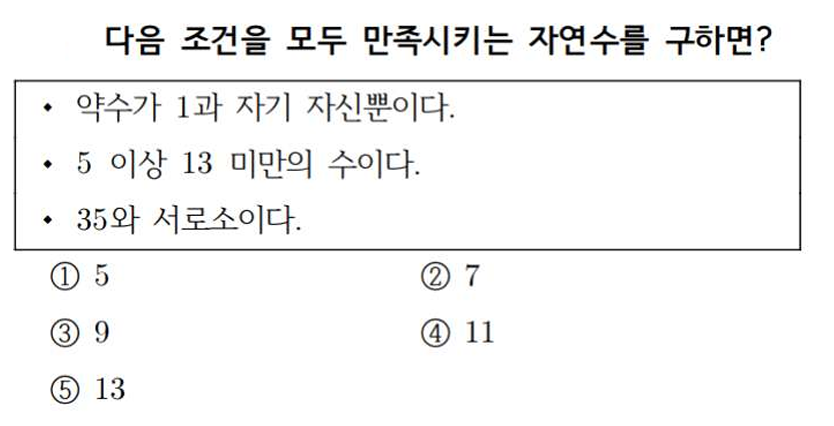 다음 조건을 모두 만족시키는 자연수를 구하면?
• 약수가 1과 자기 자신뿐이다.
• 5 이상 13 미만의 수이다.
• 35와 서로소이다.
① 5 ② 7
③ 9 ④ 11
⑤ 13